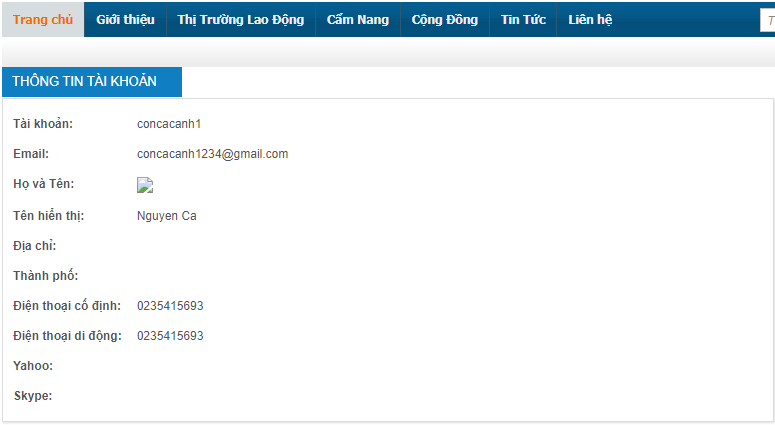 Trang chủ Giới thiệu Thị Trường Lao Động Cẩm Nang Cộng Đồng Tin Tức Liên hệ
THÔNG TIN TÀI KHOẢN
Tài khoản: concacanh1
Email: concacanh1234@gmail.com
Họ và Tên:
Tên hiển thị: Nguyen Ca
Địa chỉ:
Thành phố:
Điện thoại cố định: 0235415693
Điện thoại di động: 0235415693
Yahoo:
Skype: